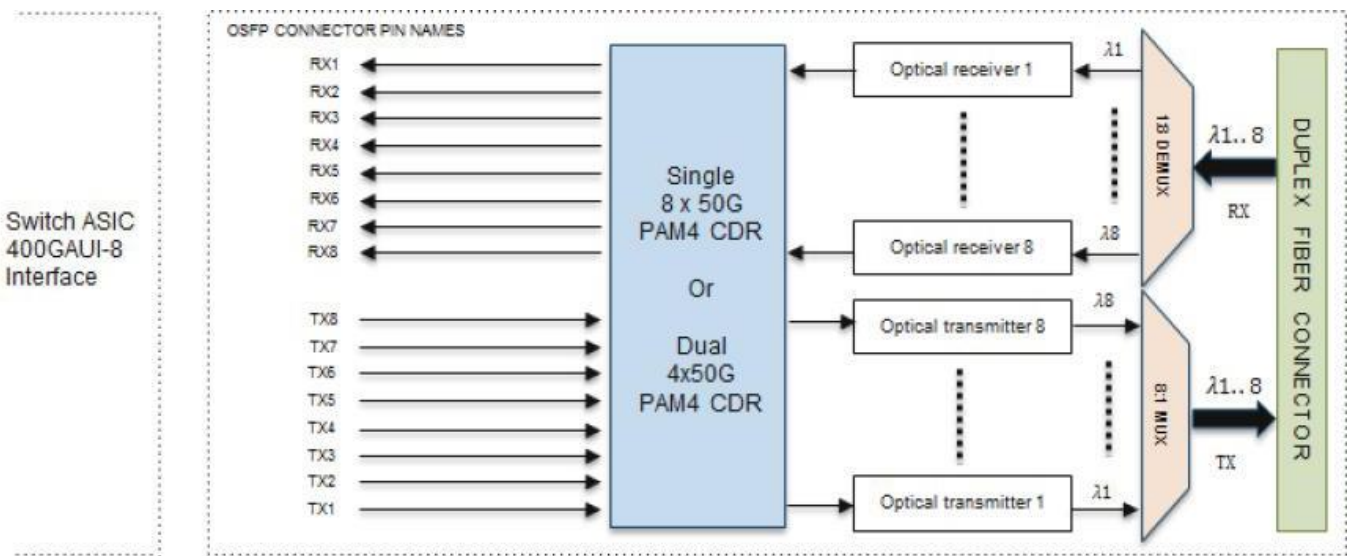 OSFP CONNECTOR PIN NAMES
RX1
RX2
RX3
RX4
RX5
RX6
RX7
RX8
TX8
TX7
TX6
TX5
TX4
TX3
TX2
TX1
Switch ASIC
400GAUI-8
Interface
Single
8 x 50G
PAM4 CDR
Or
Dual
4x50G
PAM4 CDR
Optical receiver 1
Optical receiver 8
Optical transmitter 8
Optical transmitter 1
λ1
λ8
λ8
λ1
1:8 DEMUX
8:1 MUX
λ1..8
RX
λ1..8
TX
DUPLEX FIBER CONNECTOR